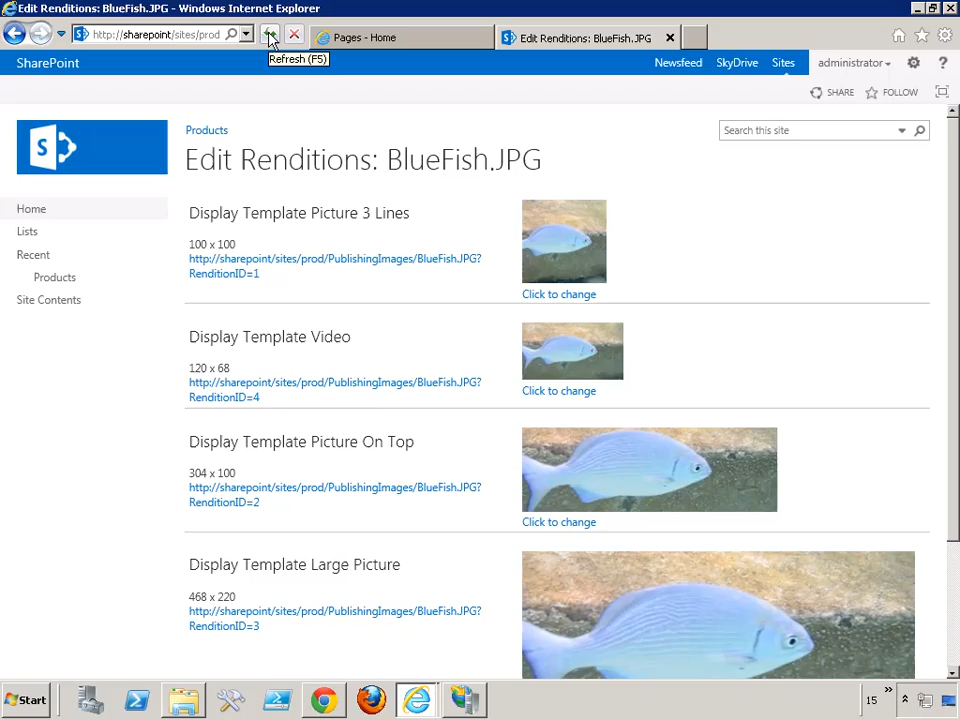 Edit Renditions: BlueFish.JPG - Windows Internet Explorer
http://sharepoint/sites/prod
Pages - Home
Edit Renditions: BlueFish.JPG
Refresh (F5)
SharePoint
Newsfeed
SkyDrive
Sites
administrator
?
SHARE
FOLLOW
S
Products
Search this site
Edit Renditions: BlueFish.JPG
Home
Lists
Recent
Products
Site Contents
Display Template Picture 3 Lines
100 x 100
http://sharepoint/sites/prod/PublishingImages/BlueFish.JPG?
RenditionID=1
Click to change
Display Template Video
120 x 68
http://sharepoint/sites/prod/PublishingImages/BlueFish.JPG?
RenditionID=4
Click to change
Display Template Picture On Top
304 x 100
http://sharepoint/sites/prod/PublishingImages/BlueFish.JPG?
RenditionID=2
Click to change
Display Template Large Picture
468 x 220
http://sharepoint/sites/prod/PublishingImages/BlueFish.JPG?
RenditionID=3
Start
15